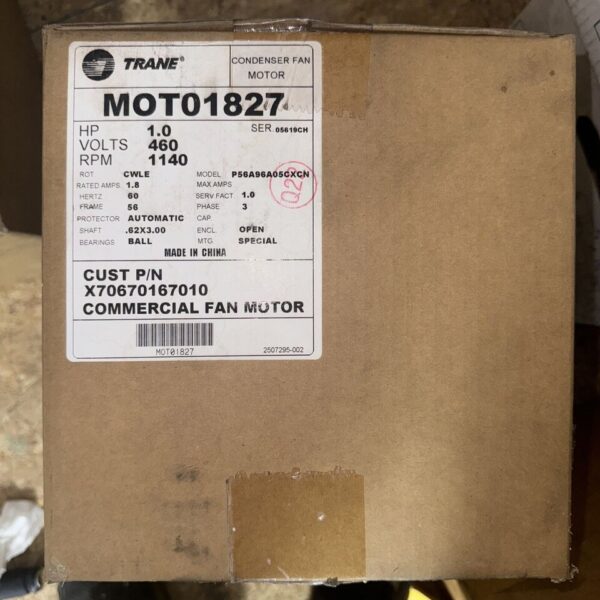 TRANE®
CONDENSER FAN
MOTOR
MOT01827
HP 1.0 SER. 05619CH
VOLTS 460
RPM 1140
ROT CWLE MODEL P56A96A05CXCN
RATED AMPS. 1.8 MAX AMPS
HERTZ 60 SERV FACT 1.0
FRAME 56 PHASE 3
PROTECTOR AUTOMATIC CAP.
SHAFT .62X3.00 ENCL. OPEN
BEARINGS BALL MTG SPECIAL
MADE IN CHINA
CUST P/N
X70670167010
COMMERCIAL FAN MOTOR
MOT01827
2507295-002